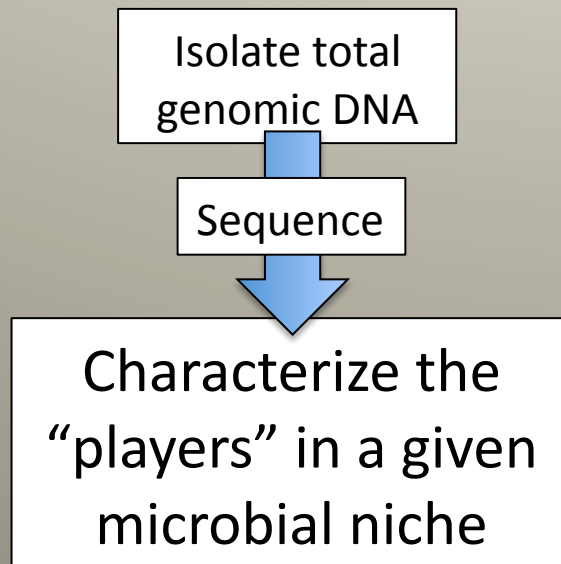 Isolate total
genomic DNA
Sequence
Characterize the
“players” in a given
microbial niche